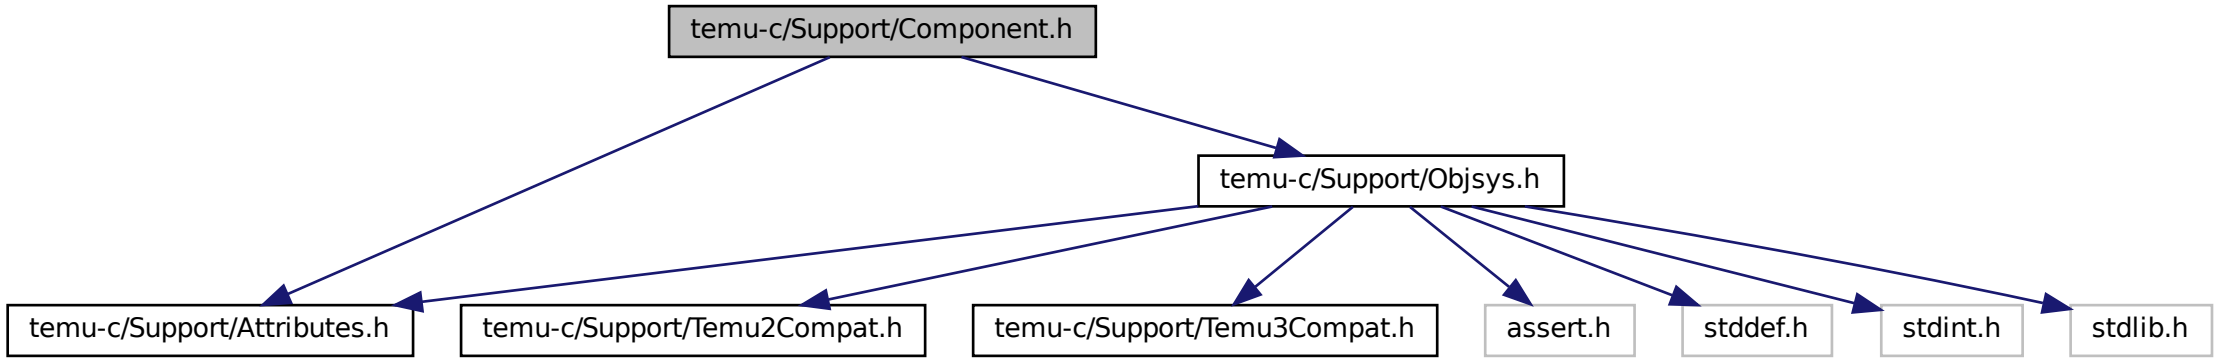 temu-c/Support/Component.h
temu-c/Support/Objsys.h
temu-c/Support/Attributes.h
temu-c/Support/Temu2Compat.h
temu-c/Support/Temu3Compat.h
assert.h
stddef.h
stdint.h
stdlib.h